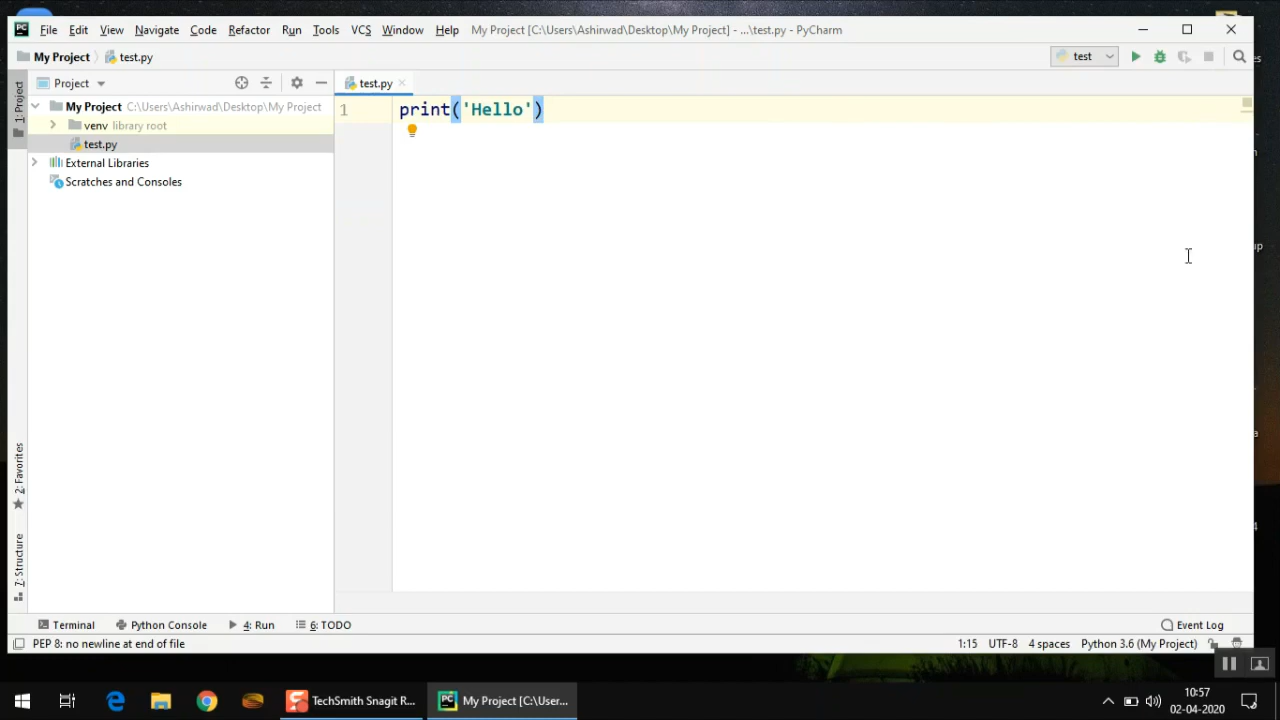 File Edit View Navigate Code Refactor Run Tools VCS Window Help My Project [C:\Users\Ashirwad\Desktop\My Project] - ...\test.py - PyCharm
My Project test.py test
1: Project
Project test.py
My Project C:\Users\Ashirwad\Desktop\My Project
venv library root
test.py
External Libraries
Scratches and Consoles
1 print('Hello')
2: Favorites
7: Structure
Terminal Python Console 4: Run 6: TODO Event Log
PEP 8: no newline at end of file 1:15 UTF-8 4 spaces Python 3.6 (My Project)
TechSmith Snagit R... My Project [C:\User... 10:57
02-04-2020